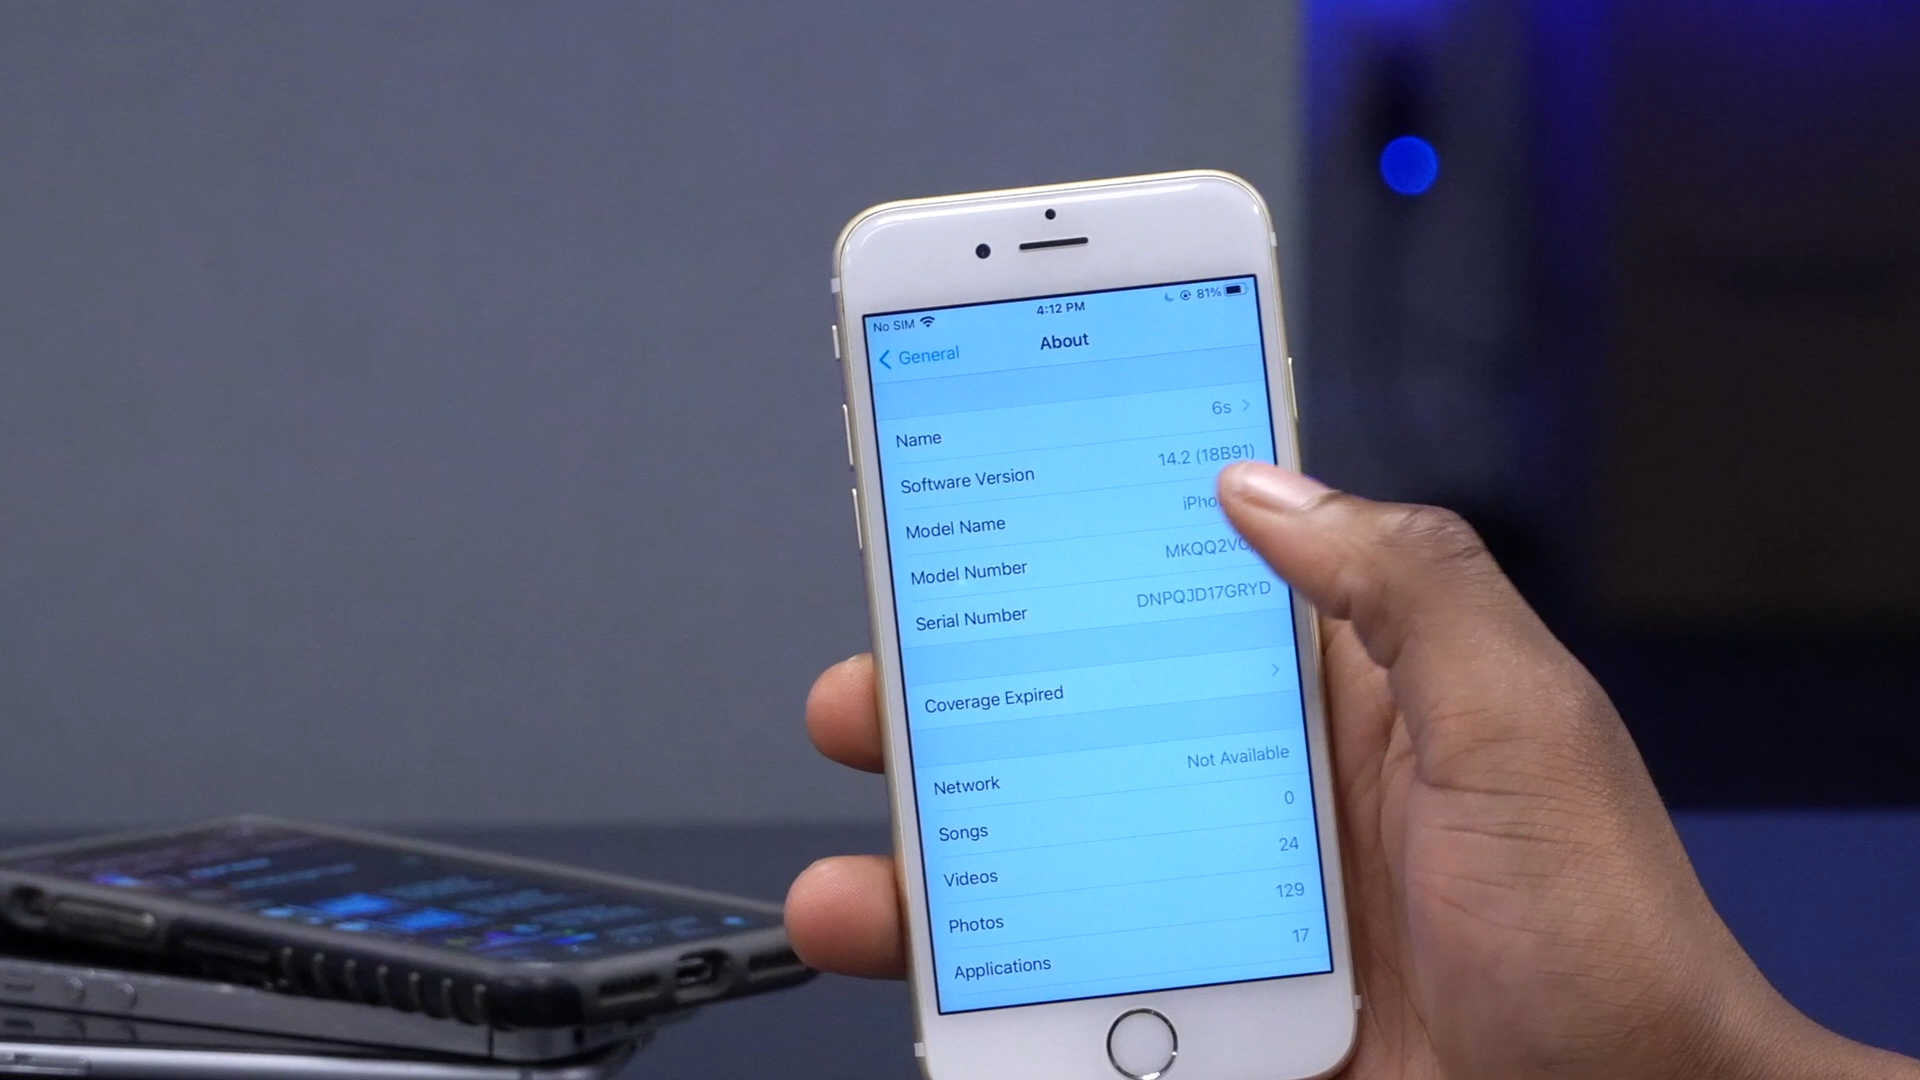 No SIM 4:12 PM 81%
General About
Name 6s
Software Version 14.2 (18B91)
Model Name
Model Number
Serial Number DNPQJD17GRYD
Coverage Expired
Network Not Available
Songs 0
Videos 24
Photos 129
Applications 17